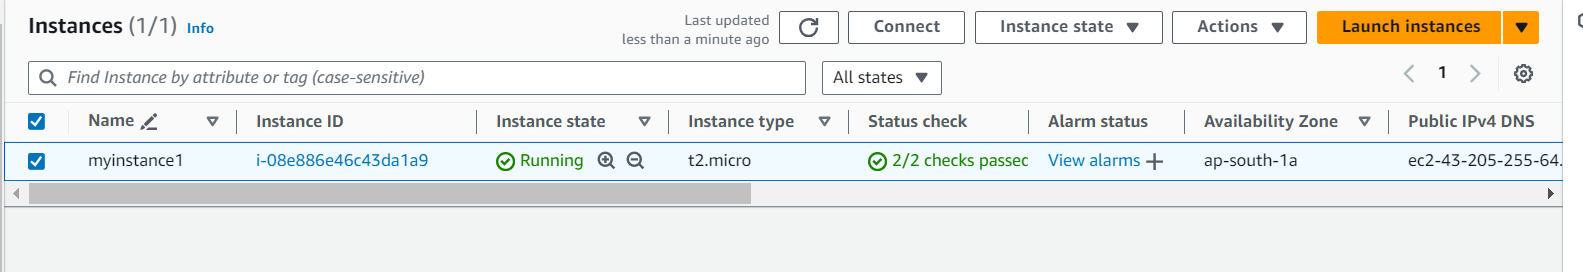 Instances (1/1) Info
Last updated
less than a minute ago
Connect
Instance state
Actions
Launch instances
Find Instance by attribute or tag (case-sensitive)
All states
1
Name Instance ID Instance state Instance type Status check Alarm status Availability Zone Public IPv4 DNS
myinstance1 i-08e886e46c43da1a9 Running t2.micro 2/2 checks passec View alarms + ap-south-1a ec2-43-205-255-64.